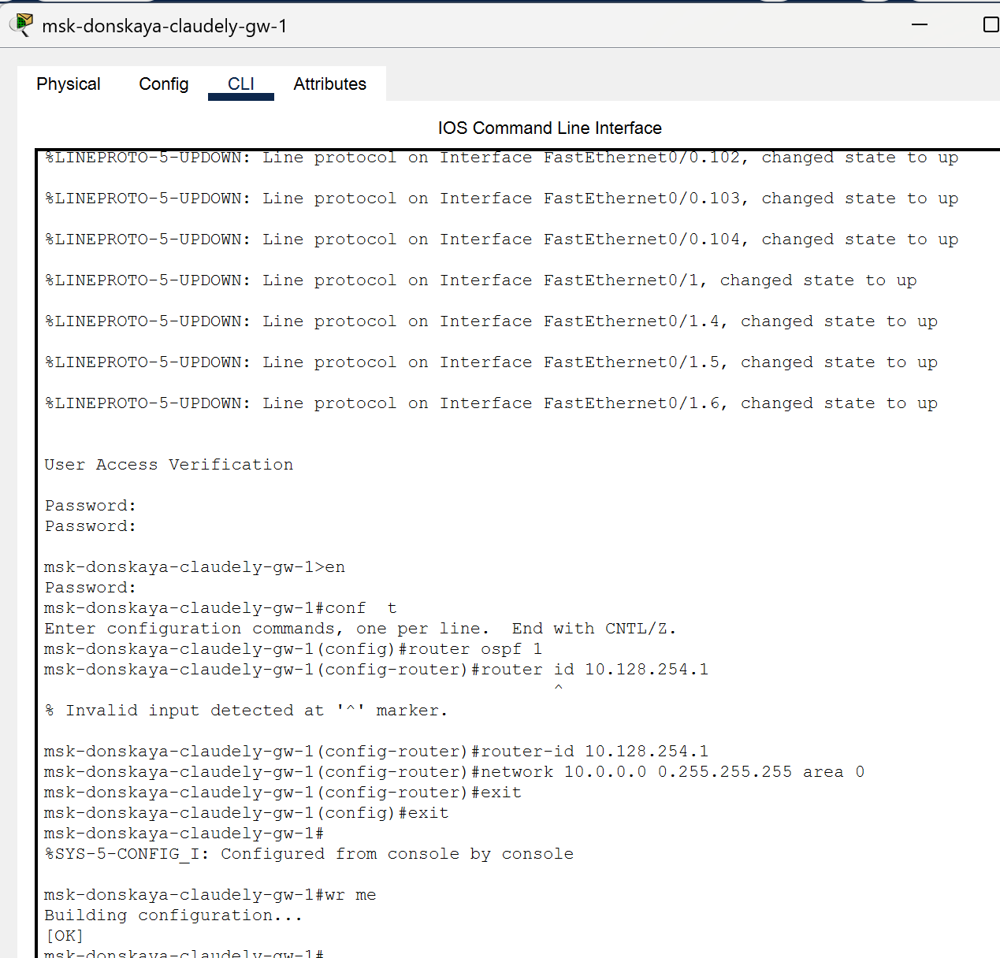 msk-donskaya-claudely-gw-1
Physical Config CLI Attributes
IOS Command Line Interface
%LINEPROTO-5-UPDOWN: Line protocol on Interface FastEthernet0/0.102, changed state to up
%LINEPROTO-5-UPDOWN: Line protocol on Interface FastEthernet0/0.103, changed state to up
%LINEPROTO-5-UPDOWN: Line protocol on Interface FastEthernet0/0.104, changed state to up
%LINEPROTO-5-UPDOWN: Line protocol on Interface FastEthernet0/1, changed state to up
%LINEPROTO-5-UPDOWN: Line protocol on Interface FastEthernet0/1.4, changed state to up
%LINEPROTO-5-UPDOWN: Line protocol on Interface FastEthernet0/1.5, changed state to up
%LINEPROTO-5-UPDOWN: Line protocol on Interface FastEthernet0/1.6, changed state to up
User Access Verification
Password:
Password:
msk-donskaya-claudely-gw-1>en
Password:
msk-donskaya-claudely-gw-1#conf  t
Enter configuration commands, one per line.  End with CNTL/Z.
msk-donskaya-claudely-gw-1(config)#router ospf 1
msk-donskaya-claudely-gw-1(config-router)#router id 10.128.254.1
^
% Invalid input detected at '^' marker.
msk-donskaya-claudely-gw-1(config-router)#router-id 10.128.254.1
msk-donskaya-claudely-gw-1(config-router)#network 10.0.0.0 0.255.255.255 area 0
msk-donskaya-claudely-gw-1(config-router)#exit
msk-donskaya-claudely-gw-1(config)#exit
msk-donskaya-claudely-gw-1#
%SYS-5-CONFIG_I: Configured from console by console
msk-donskaya-claudely-gw-1#wr me
Building configuration...
[OK]
msk-donskaya-claudely-gw-1#